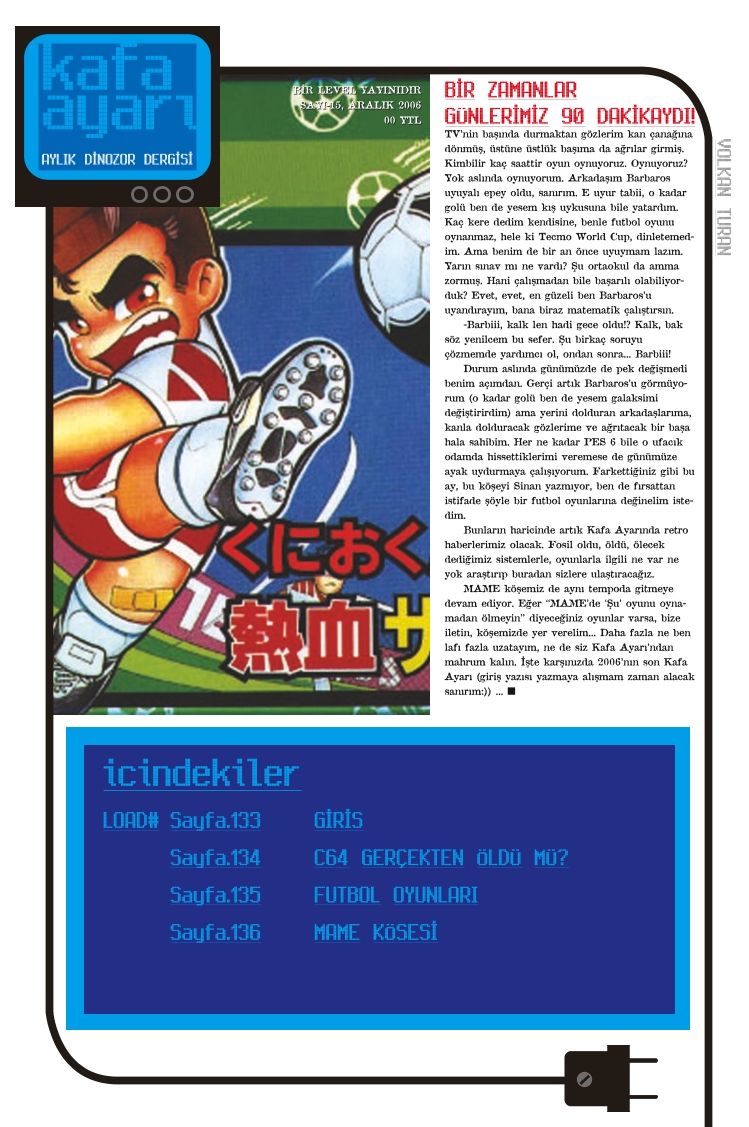 kafa
ayarı
AYLIK DİNOZOR DERGİSİ
BİR LEVEL YAYINIDIR
SAYI-15, ARALIK 2006
00 YTL
BİR ZAMANLAR
GÜNLERİMİZ 90 DAKİKAYDI!
VOLKAN TURAN
TV'nin başında durmaktan gözlerim kan çanağına
dönmüş, üstüne üstlük başıma da ağrılar girmiş.
Kimbilir kaç saattir oyun oynuyoruz. Oynuyoruz?
Yok aslında oynuyorum. Arkadaşım Barbaros
uyuyalı epey oldu, sanırım. E uyur tabii, o kadar
golü ben de yesem kış uykusuna bile yatardım.
Kaç kere dedim kendisine, benle futbol oyunu
oynanmaz, hele ki Tecmo World Cup, dinletemed-
im. Ama benim de bir an önce uyuymam lazım.
Yarın sınav mı ne vardı? Şu ortaokul da amma
zormuş. Hani çalışmadan bile başarılı olabiliyor-
duk? Evet, evet, en güzeli ben Barbaros'u
uyandırayım, bana biraz matematik çalıştırsın.
-Barbiii, kalk len hadi gece oldu!? Kalk, bak
söz yenilcem bu sefer. Şu birkaç soruyu
çözmemde yardımcı ol, ondan sonra... Barbiii!
Durum aslında günümüzde de pek değişmedi
benim açımdan. Gerçi artık Barbaros'u görmüyo-
rum (o kadar golü ben de yesem galaksimi
değiştirirdim) ama yerini dolduran arkadaşlarıma,
kanla dolduracak gözlerime ve ağrıtacak bir başa
hala sahibim. Her ne kadar PES 6 bile o ufacık
odamda hissettiklerimi veremese de günümüze
ayak uydurmaya çalışıyorum. Farkettiğiniz gibi bu
ay, bu köşeyi Sinan yazmıyor, ben de fırsattan
istifade şöyle bir futbol oyunlarına değinelim iste-
dim.
Bunların haricinde artık Kafa Ayarında retro
haberlerimiz olacak. Fosil oldu, öldü, ölecek
dediğimiz sistemlerle, oyunlarla ilgili ne var ne
yok araştırıp buradan sizlere ulaştıracağız.
MAME köşemiz de aynı tempoda gitmeye
devam ediyor. Eğer "MAME'de 'Şu' oyunu oyna-
madan ölmeyin" diyeceğiniz oyunlar varsa, bize
iletin, köşemizde yer verelim... Daha fazla ne ben
lafı fazla uzatayım, ne de siz Kafa Ayarı'ndan
mahrum kalın. İşte karşınızda 2006'nın son Kafa
Ayarı (giriş yazısı yazmaya alışmam zaman alacak
sanırım:)) ... ■
くにおく
熱血サ
icindekiler
LOAD# Sayfa.133 GİRİS
Sayfa.134 C64 GERÇEKTEN ÖLDÜ MÜ?
Sayfa.135 FUTBOL OYUNLARI
Sayfa.136 MAME KÖSESİ